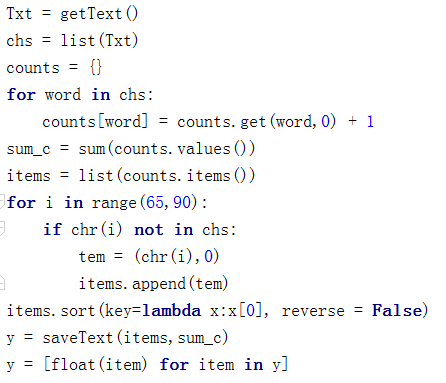 Txt = getText()
chs = list(Txt)
counts = {}
for word in chs:
    counts[word] = counts.get(word,0) + 1
sum_c = sum(counts.values())
items = list(counts.items())
for i in range(65,90):
    if chr(i) not in chs:
        tem = (chr(i),0)
        items.append(tem)
items.sort(key=lambda x:x[0], reverse = False)
y = saveText(items,sum_c)
y = [float(item) for item in y]